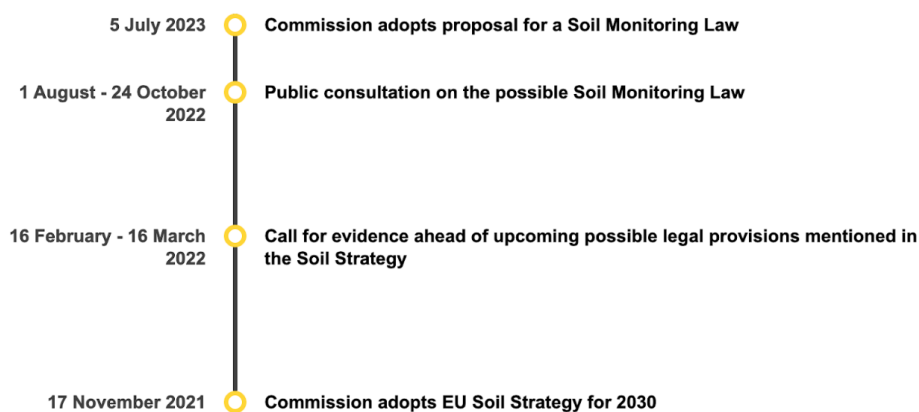 5 July 2023
Commission adopts proposal for a Soil Monitoring Law
1 August - 24 October
2022
Public consultation on the possible Soil Monitoring Law
16 February - 16 March
2022
Call for evidence ahead of upcoming possible legal provisions mentioned in
the Soil Strategy
17 November 2021
Commission adopts EU Soil Strategy for 2030